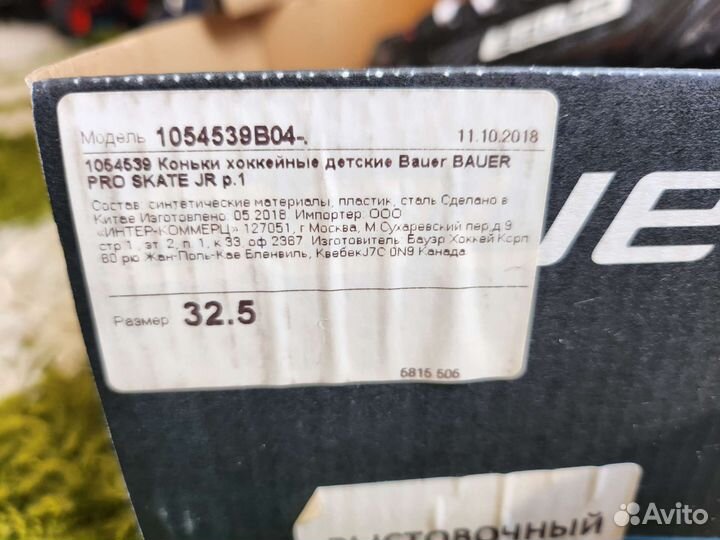 Модель 1054539B04-. 11.10.2018
1054539 Коньки хоккейные детские Bauer BAUER
PRO SKATE JR р.1
Состав: синтетические материалы, пластик, сталь Сделано в
Китае Изготовлено: 05.2018 Импортер: ООО
«ИНТЕР-КОММЕРЦ» 127051, г Москва, М.Сухаревский пер,д 9
стр 1, эт 2, п 1, к 33, оф 2367 Изготовитель: Бауэр Хоккей Корп
60 рю Жан-Поль-Кае Бленвиль, КвебекJ7C 0N9 Канада
Размер 32.5
6815 506
UE
ВЫСТОВОЧНЫЙ
Avito